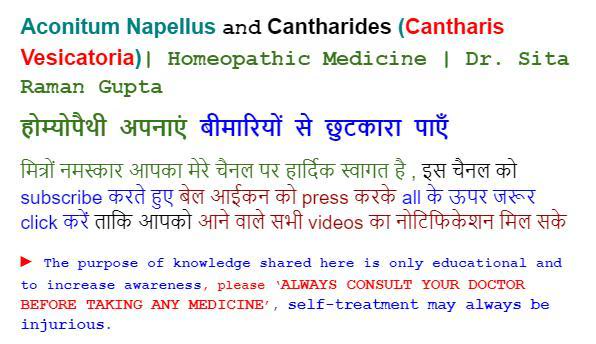 Aconitum Napellus and Cantharides (Cantharis
Vesicatoria)| Homeopathic Medicine | Dr. Sita
Raman Gupta
होम्योपैथी अपनाएं बीमारियों से छुटकारा पाएँ
मित्रों नमस्कार आपका मेरे चैनल पर हार्दिक स्वागत है , इस चैनल को
subscribe करते हुए बेल आईकन को press करके all के ऊपर जरूर
click करें ताकि आपको आने वाले सभी videos का नोटिफिकेशन मिल सके
► The purpose of knowledge shared here is only educational and
to increase awareness, please ‘ALWAYS CONSULT YOUR DOCTOR
BEFORE TAKING ANY MEDICINE’, self-treatment may always be
injurious.